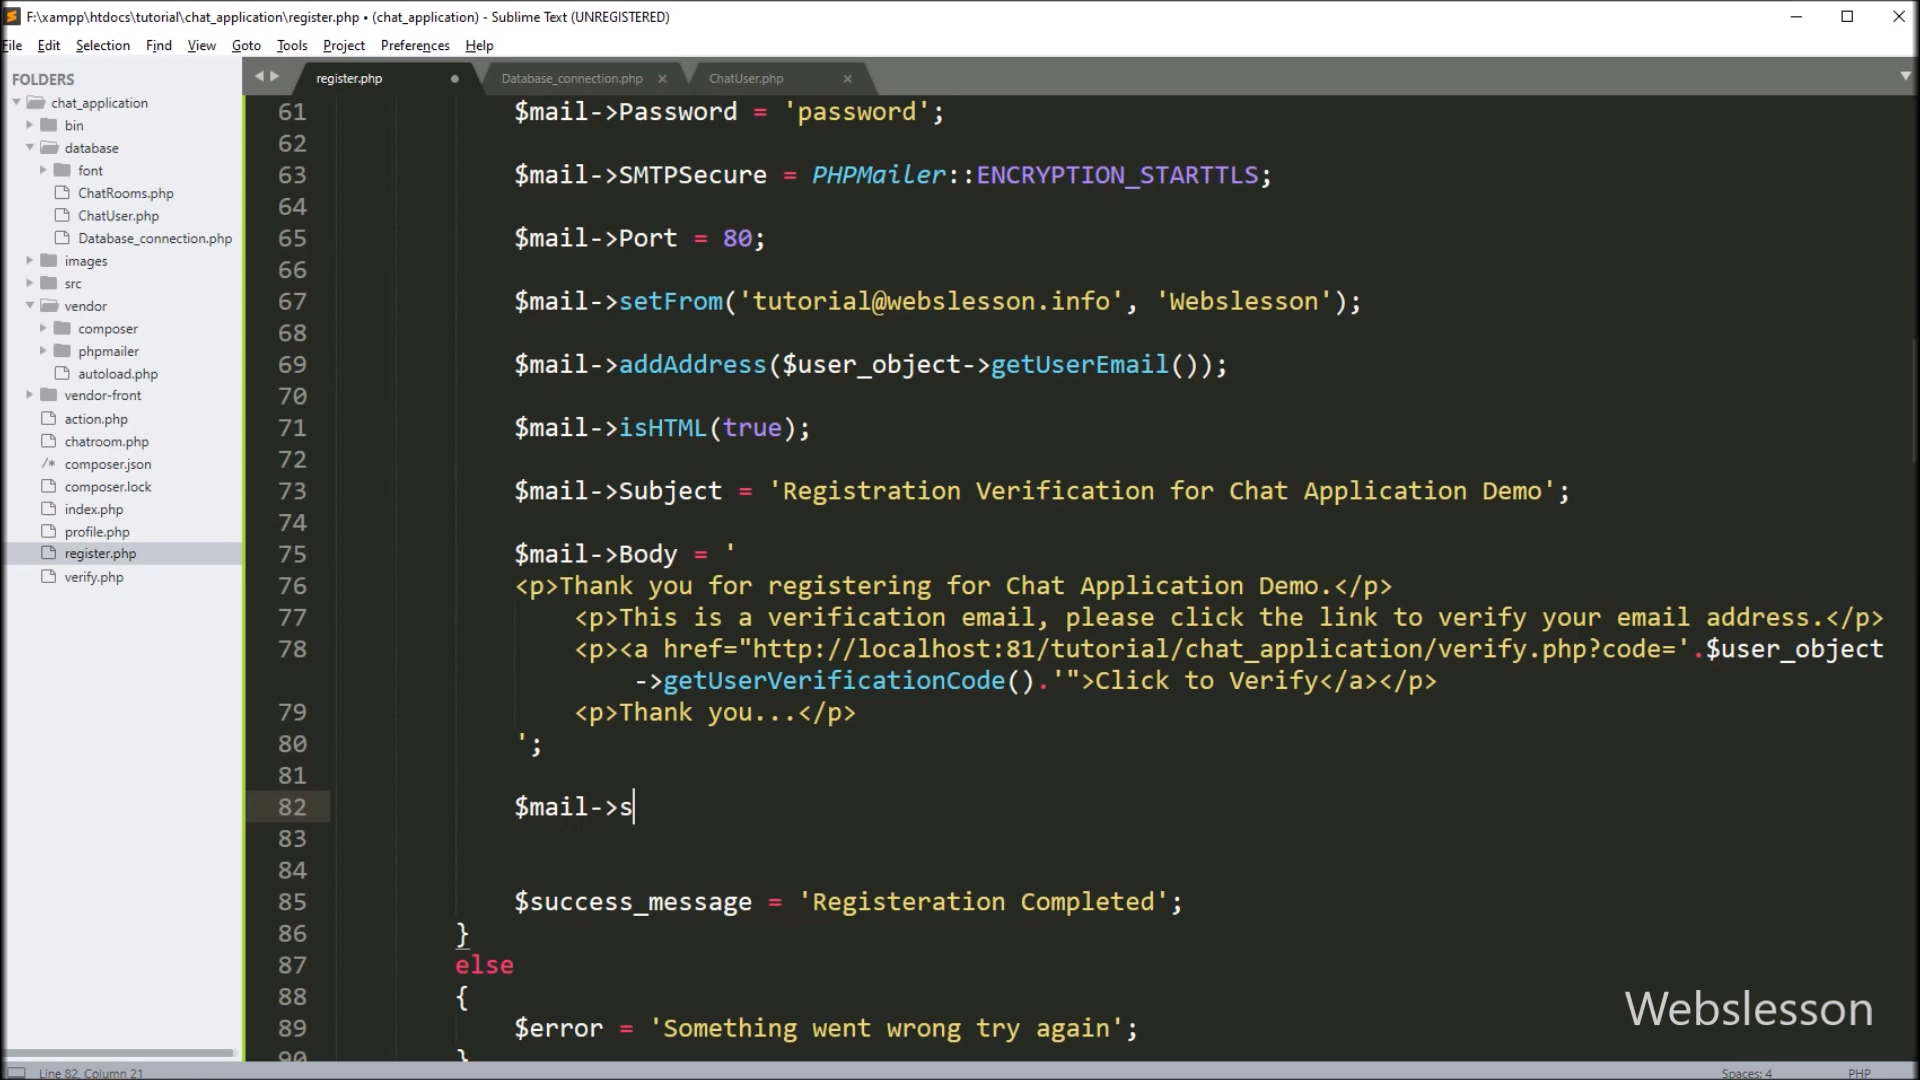 F:\xampp\htdocs\tutorial\chat_application\register.php • (chat_application) - Sublime Text (UNREGISTERED)
File Edit Selection Find View Goto Tools Project Preferences Help
FOLDERS
chat_application
bin
database
font
ChatRooms.php
ChatUser.php
Database_connection.php
images
src
vendor
composer
phpmailer
autoload.php
vendor-front
action.php
chatroom.php
/* composer.json
composer.lock
index.php
profile.php
register.php
verify.php
register.php Database_connection.php ChatUser.php
61 $mail->Password = 'password';
62
63 $mail->SMTPSecure = PHPMailer::ENCRYPTION_STARTTLS;
64
65 $mail->Port = 80;
66
67 $mail->setFrom('tutorial@webslesson.info', 'Webslesson');
68
69 $mail->addAddress($user_object->getUserEmail());
70
71 $mail->isHTML(true);
72
73 $mail->Subject = 'Registration Verification for Chat Application Demo';
74
75 $mail->Body = '
76 <p>Thank you for registering for Chat Application Demo.</p>
77 <p>This is a verification email, please click the link to verify your email address.</p>
78 <p><a href="http://localhost:81/tutorial/chat_application/verify.php?code='.$user_object
->getUserVerificationCode().'">Click to Verify</a></p>
79 <p>Thank you...</p>
80 ';
81
82 $mail->s
83
84
85 $success_message = 'Registeration Completed';
86 }
87 else
88 {
89 $error = 'Something went wrong try again';
90 }
Webslesson
Line 82, Column 21 Spaces: 4 PHP